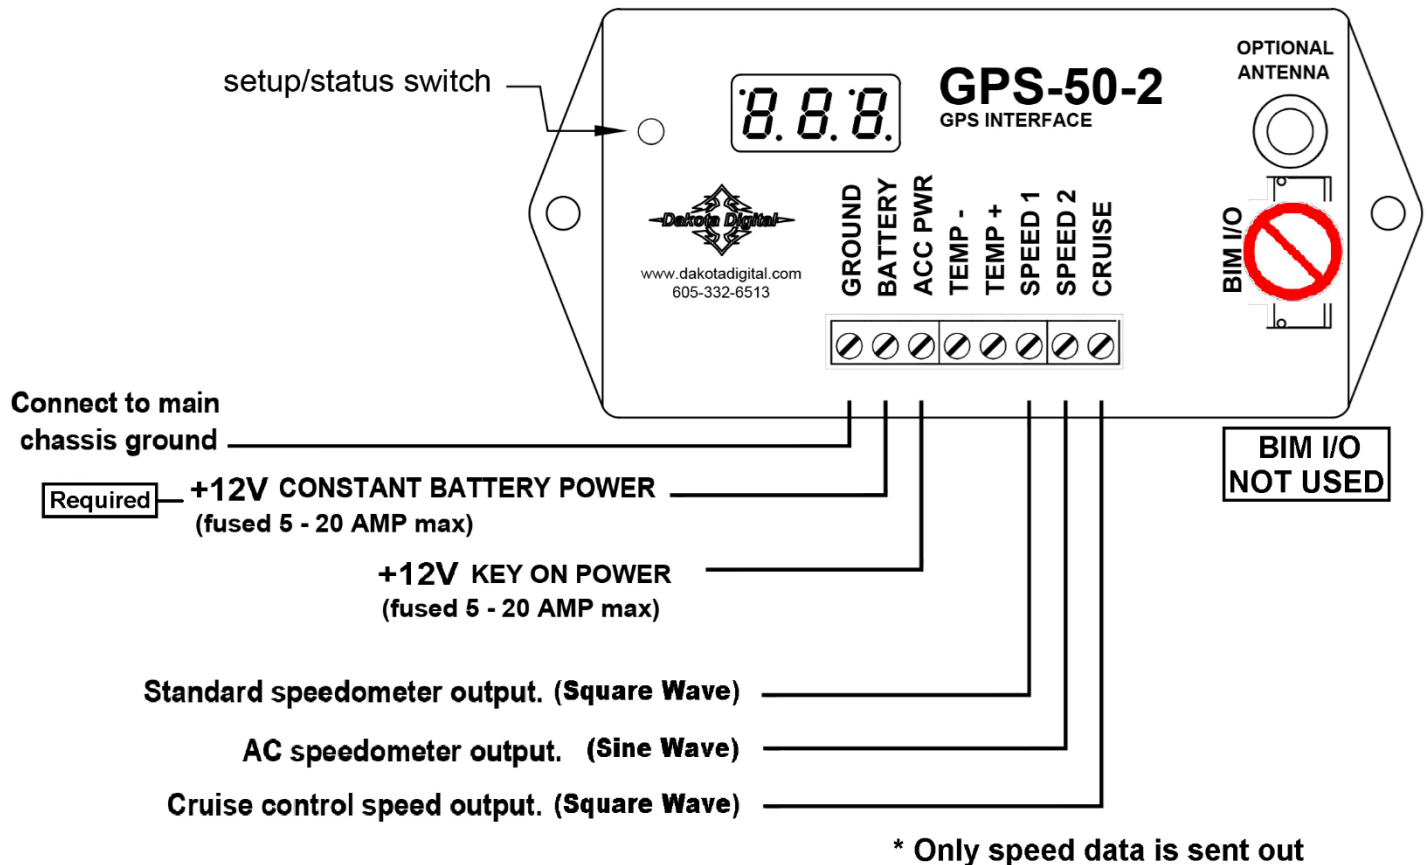 setup/status switch
8.8.8.
GPS-50-2
GPS INTERFACE
OPTIONAL
ANTENNA
Dakota Digital
www.dakotadigital.com
605-332-6513
GROUND
BATTERY
ACC PWR
TEMP -
TEMP +
SPEED 1
SPEED 2
CRUISE
BIM I/O
Connect to main
chassis ground
BIM I/O
NOT USED
Required
+12V CONSTANT BATTERY POWER
(fused 5 - 20 AMP max)
+12V KEY ON POWER
(fused 5 - 20 AMP max)
Standard speedometer output. (Square Wave)
AC speedometer output. (Sine Wave)
Cruise control speed output. (Square Wave)
* Only speed data is sent out